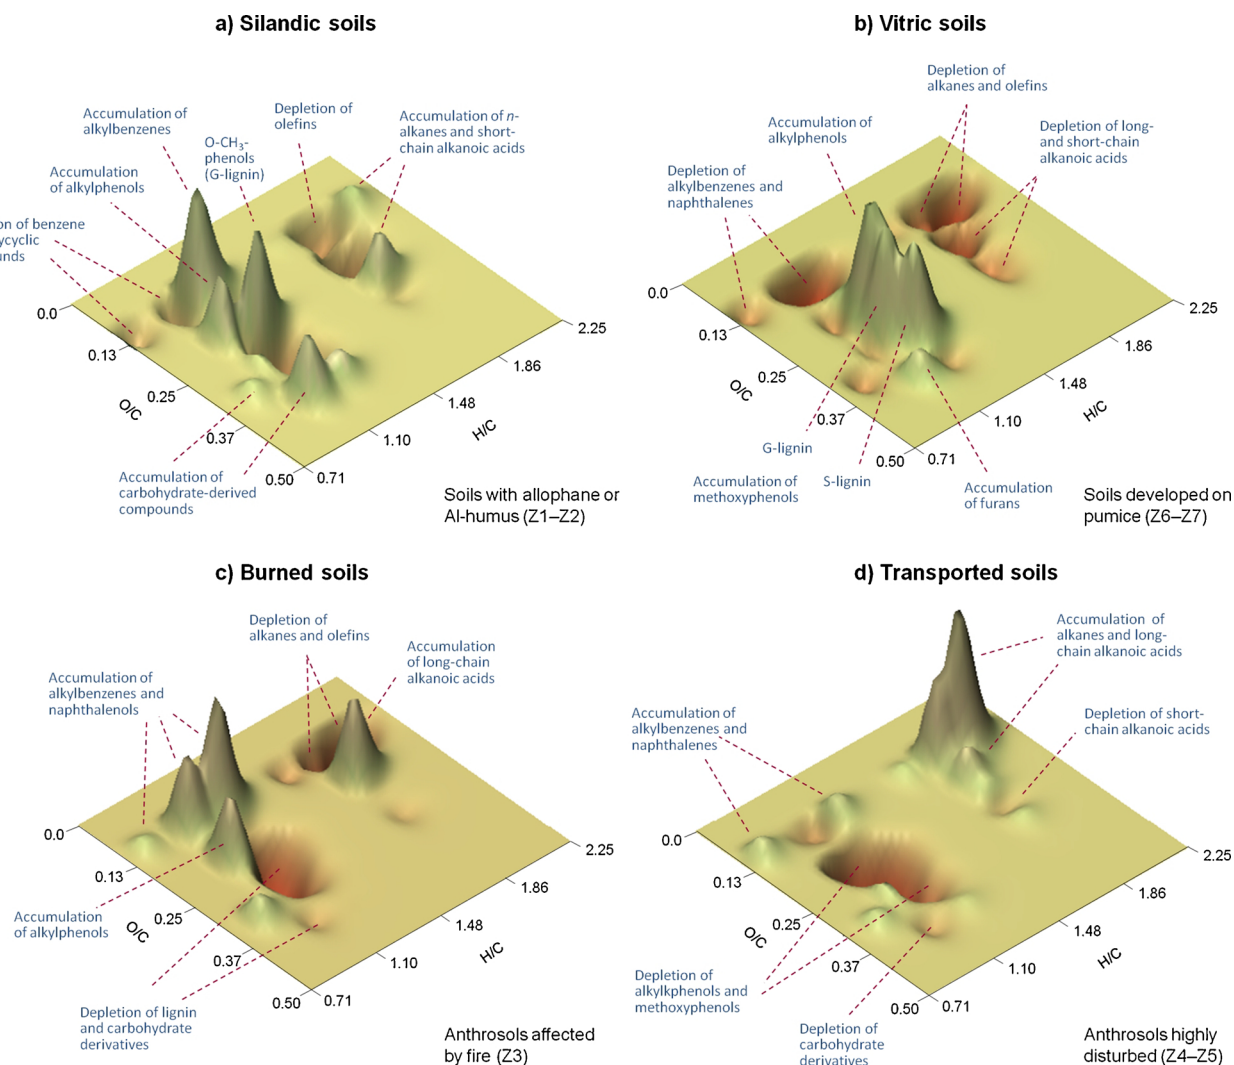 a) Silandic soils
Accumulation of
alkylbenzenes
O-CH3-
phenols
(G-lignin)
Depletion of
olefins
Accumulation of n-
alkanes and short-
chain alkanoic acids
Accumulation
of alkylphenols
on of benzene
ycyclic
unds
0.0
0.13
0.25
0.37
0.50
O/C
0.71
1.10
1.48
1.86
2.25
H/C
Accumulation of
carbohydrate-derived
compounds
Soils with allophane or
Al-humus (Z1–Z2)
b) Vitric soils
Depletion of
alkanes and olefins
Accumulation of
alkylphenols
Depletion of long-
and short-chain
alkanoic acids
Depletion of
alkylbenzenes and
naphthalenes
0.0
0.13
0.25
0.37
0.50
O/C
0.71
1.10
1.48
1.86
2.25
H/C
G-lignin
S-lignin
Accumulation of
methoxyphenols
Accumulation
of furans
Soils developed on
pumice (Z6–Z7)
c) Burned soils
Depletion of
alkanes and olefins
Accumulation
of long-chain
alkanoic acids
Accumulation of
alkylbenzenes and
naphthalenols
0.0
0.13
0.25
0.37
0.50
O/C
0.71
1.10
1.48
1.86
2.25
H/C
Accumulation
of alkylphenols
Depletion of lignin
and carbohydrate
derivatives
Anthrosols affected
by fire (Z3)
d) Transported soils
Accumulation of
alkanes and long-
chain alkanoic acids
Accumulation of
alkylbenzenes and
naphthalenes
Depletion of short-
chain alkanoic acids
0.0
0.13
0.25
0.37
0.50
O/C
0.71
1.10
1.48
1.86
2.25
H/C
Depletion of
alkylkphenols and
methoxyphenols
Depletion of
carbohydrate
derivatives
Anthrosols highly
disturbed (Z4–Z5)